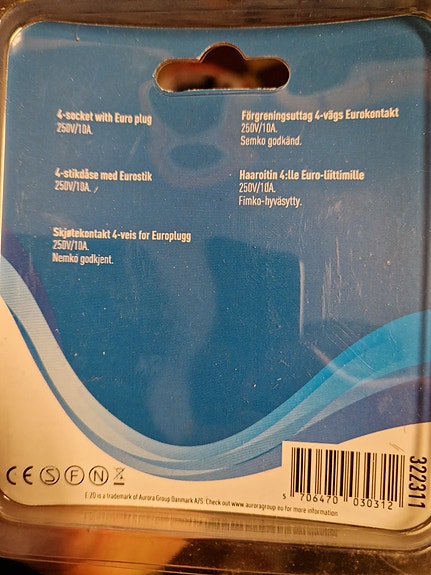 4-socket with Euro plug
250V/10A.
4-stikdåse med Eurostik
250V/10A.
Skjøtekontakt 4-veis for Europlugg
250V/10A.
Nemko godkjent.
Förgreningsuttag 4-vägs Eurokontakt
250V/10A.
Semko godkänd.
Haaroitin 4:lle Euro-liittimille
250V/10A.
Fimko-hyväsytty.
CE S F N
E-ZO is a trademark of Aurora Group Danmark A/S. Check out www.auroragroup.eu for more information.
5 706470 030312
322311